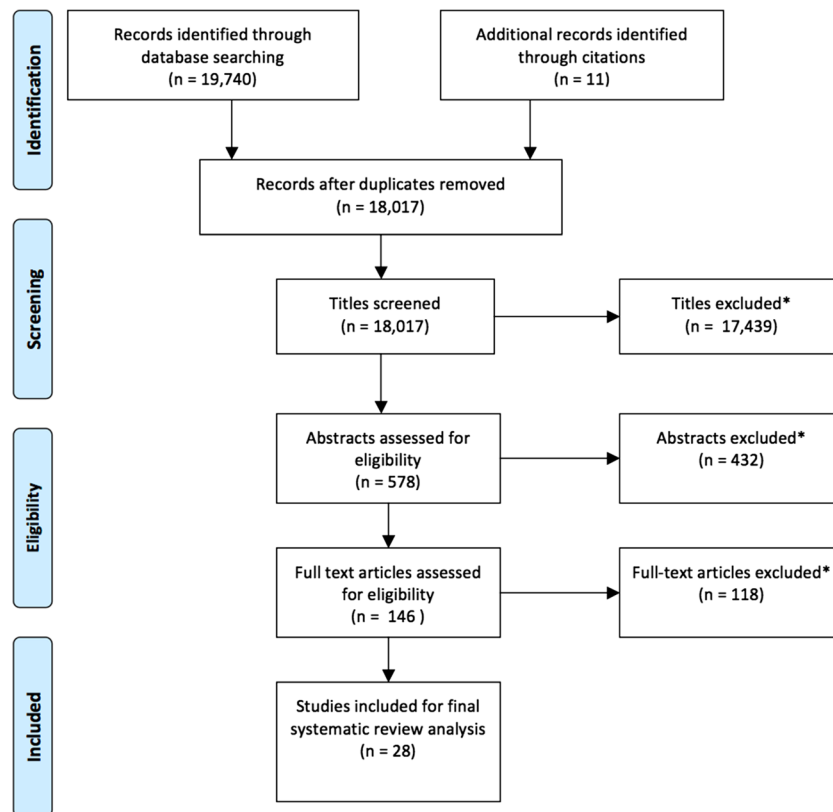 Identification
Records identified through
database searching
(n = 19,740)
Additional records identified
through citations
(n = 11)
Records after duplicates removed
(n = 18,017)
Screening
Titles screened
(n = 18,017)
Titles excluded*
(n = 17,439)
Eligibility
Abstracts assessed for
eligibility
(n = 578)
Abstracts excluded*
(n = 432)
Full text articles assessed
for eligibility
(n = 146 )
Full-text articles excluded*
(n = 118)
Included
Studies included for final
systematic review analysis
(n = 28)